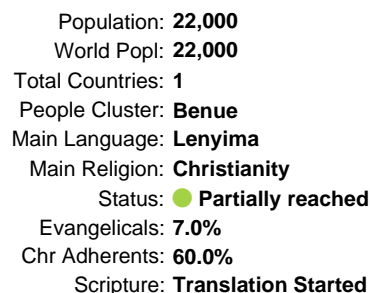 Population: 22,000
World Popl: 22,000
Total Countries: 1
People Cluster: Benue
Main Language: Lenyima
Main Religion: Christianity
Status: Partially reached
Evangelicals: 7.0%
Chr Adherents: 60.0%
Scripture: Translation Started